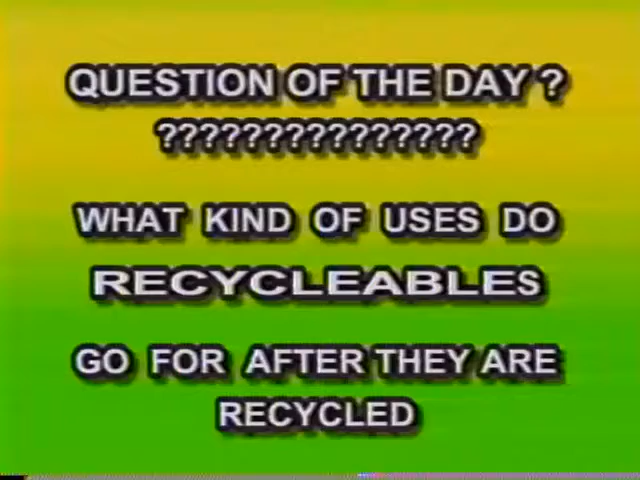 QUESTION OF THE DAY ?
???????????????
WHAT KIND OF USES DO
RECYCLEABLES
GO FOR AFTER THEY ARE
RECYCLED